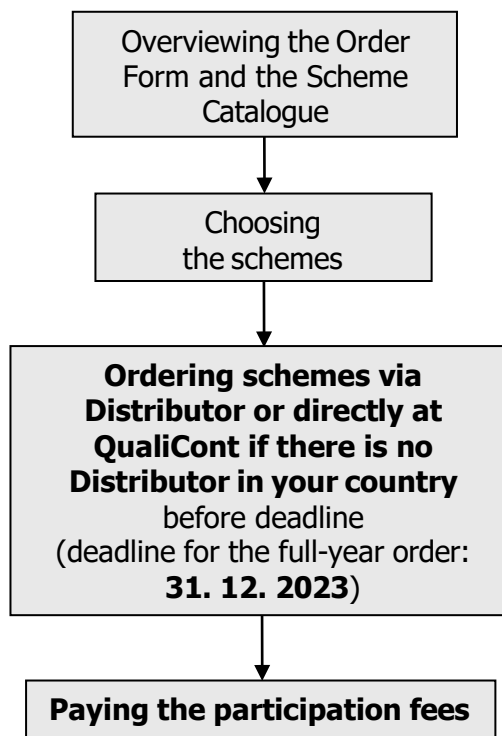 Overviewing the Order
Form and the Scheme
Catalogue
Choosing
the schemes
Ordering schemes via
Distributor or directly at
QualiCont if there is no
Distributor in your country
before deadline
(deadline for the full-year order:
31. 12. 2023)
Paying the participation fees